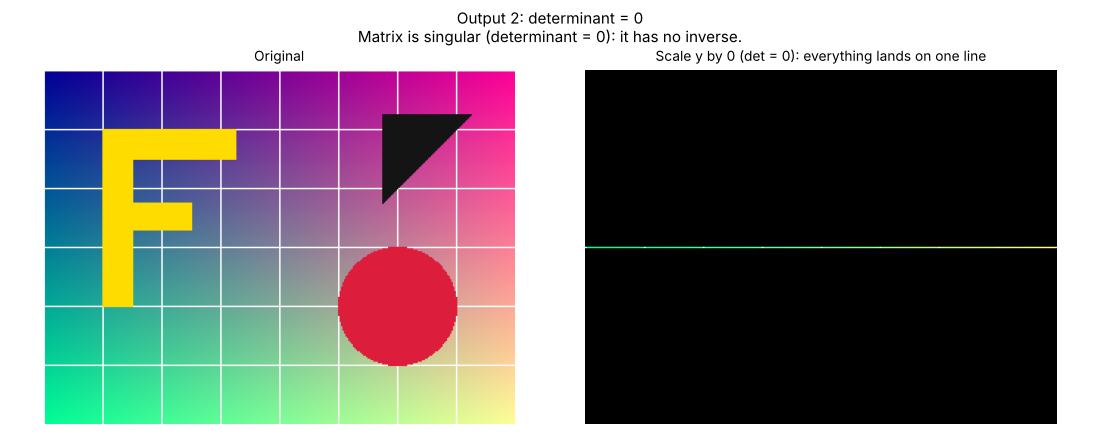 Output 2: determinant = 0
Matrix is singular (determinant = 0): it has no inverse.
Original
Scale y by 0 (det = 0): everything lands on one line
F